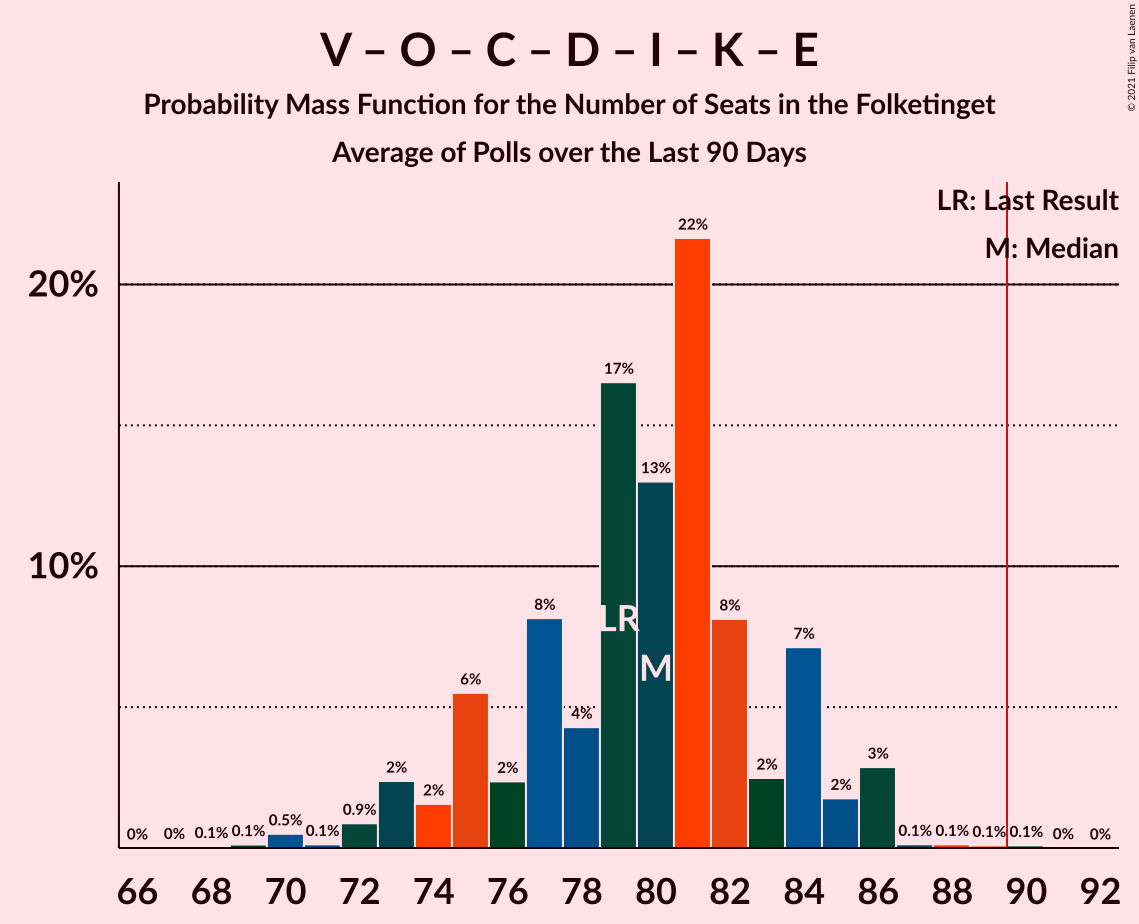 V – O – C – D – I – K – E
Probability Mass Function for the Number of Seats in the Folketinget
Average of Polls over the Last 90 Days
© 2021 Filip van Laenen
LR: Last Result
M: Median
20%
10%
0% 0% 0.1% 0.1% 0.5% 0.1% 0.9% 2% 2% 6% 2% 8% 4% 17% 13% 22% 8% 2% 7% 2% 3% 0.1% 0.1% 0.1% 0.1% 0% 0%
LR
M
66 68 70 72 74 76 78 80 82 84 86 88 90 92